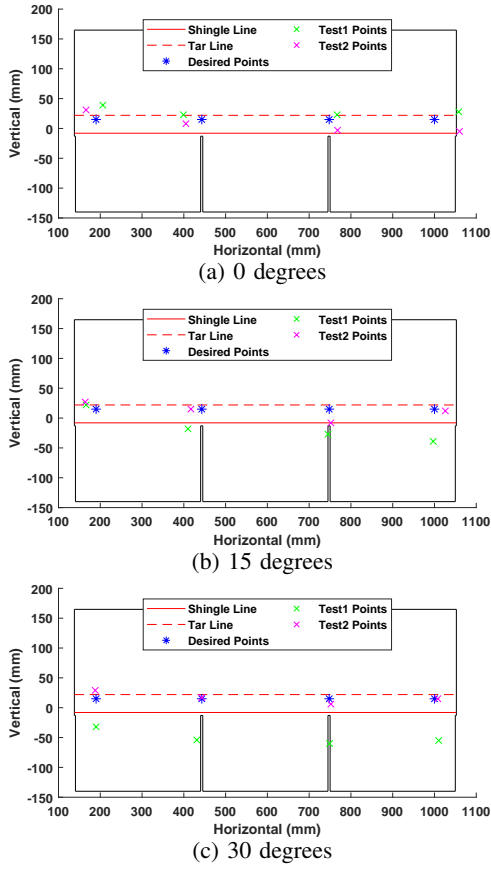 200
150
100
50
0
-50
-100
-150
Vertical (mm)
Shingle Line
Tar Line
Desired Points
Test1 Points
Test2 Points
100 200 300 400 500 600 700 800 900 1000 1100
Horizontal (mm)
(a) 0 degrees
200
150
100
50
0
-50
-100
-150
Vertical (mm)
Shingle Line
Tar Line
Desired Points
Test1 Points
Test2 Points
100 200 300 400 500 600 700 800 900 1000 1100
Horizontal (mm)
(b) 15 degrees
200
150
100
50
0
-50
-100
-150
Vertical (mm)
Shingle Line
Tar Line
Desired Points
Test1 Points
Test2 Points
100 200 300 400 500 600 700 800 900 1000 1100
Horizontal (mm)
(c) 30 degrees